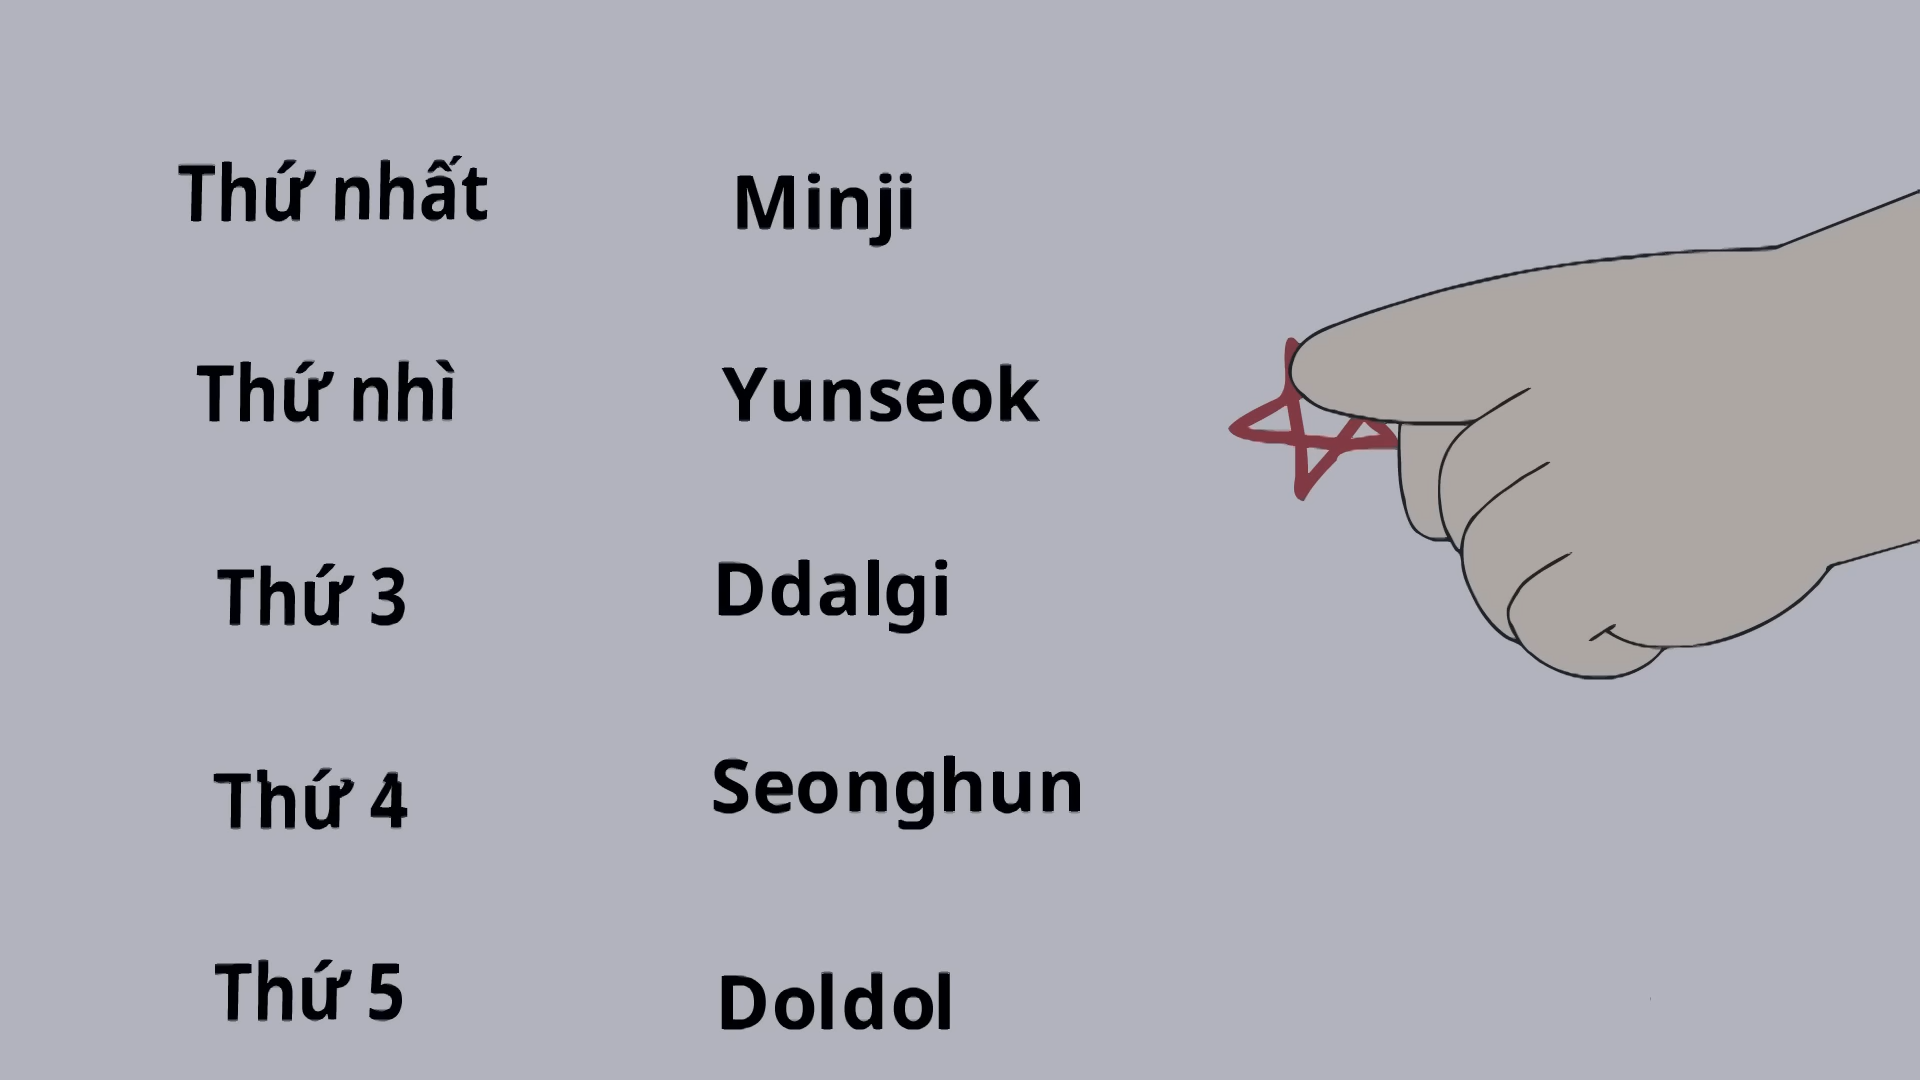 Thứ nhất Minji
Thứ nhì Yunseok
Thứ 3 Ddalgi
Thứ 4 Seonghun
Thứ 5 Doldol